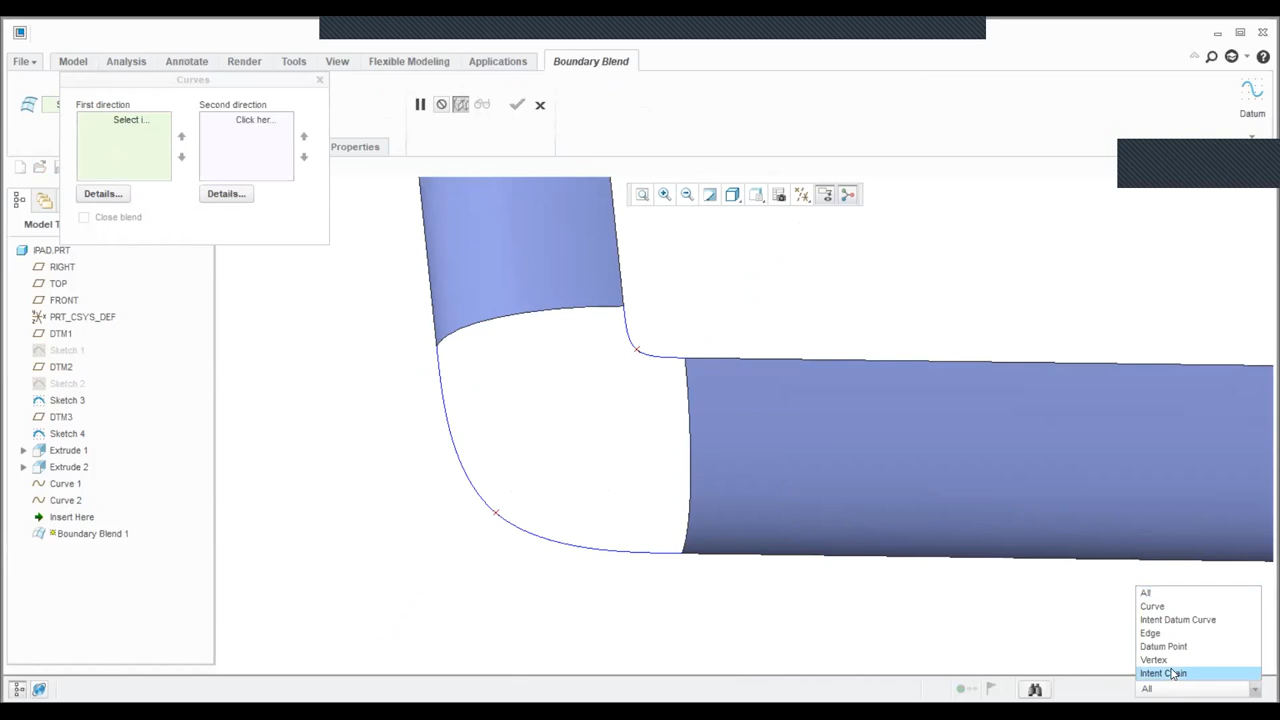 File
Model
Analysis
Annotate
Render
Tools
View
Flexible Modeling
Applications
Boundary Blend
Curves
First direction
Second direction
Select i...
Click her...
Details...
Details...
Close blend
Properties
Datum
Model T
IPAD.PRT
RIGHT
TOP
FRONT
PRT_CSYS_DEF
DTM1
Sketch 1
DTM2
Sketch 2
Sketch 3
DTM3
Sketch 4
Extrude 1
Extrude 2
Curve 1
Curve 2
Insert Here
Boundary Blend 1
All
Curve
Intent Datum Curve
Edge
Datum Point
Vertex
Intent Chain
All